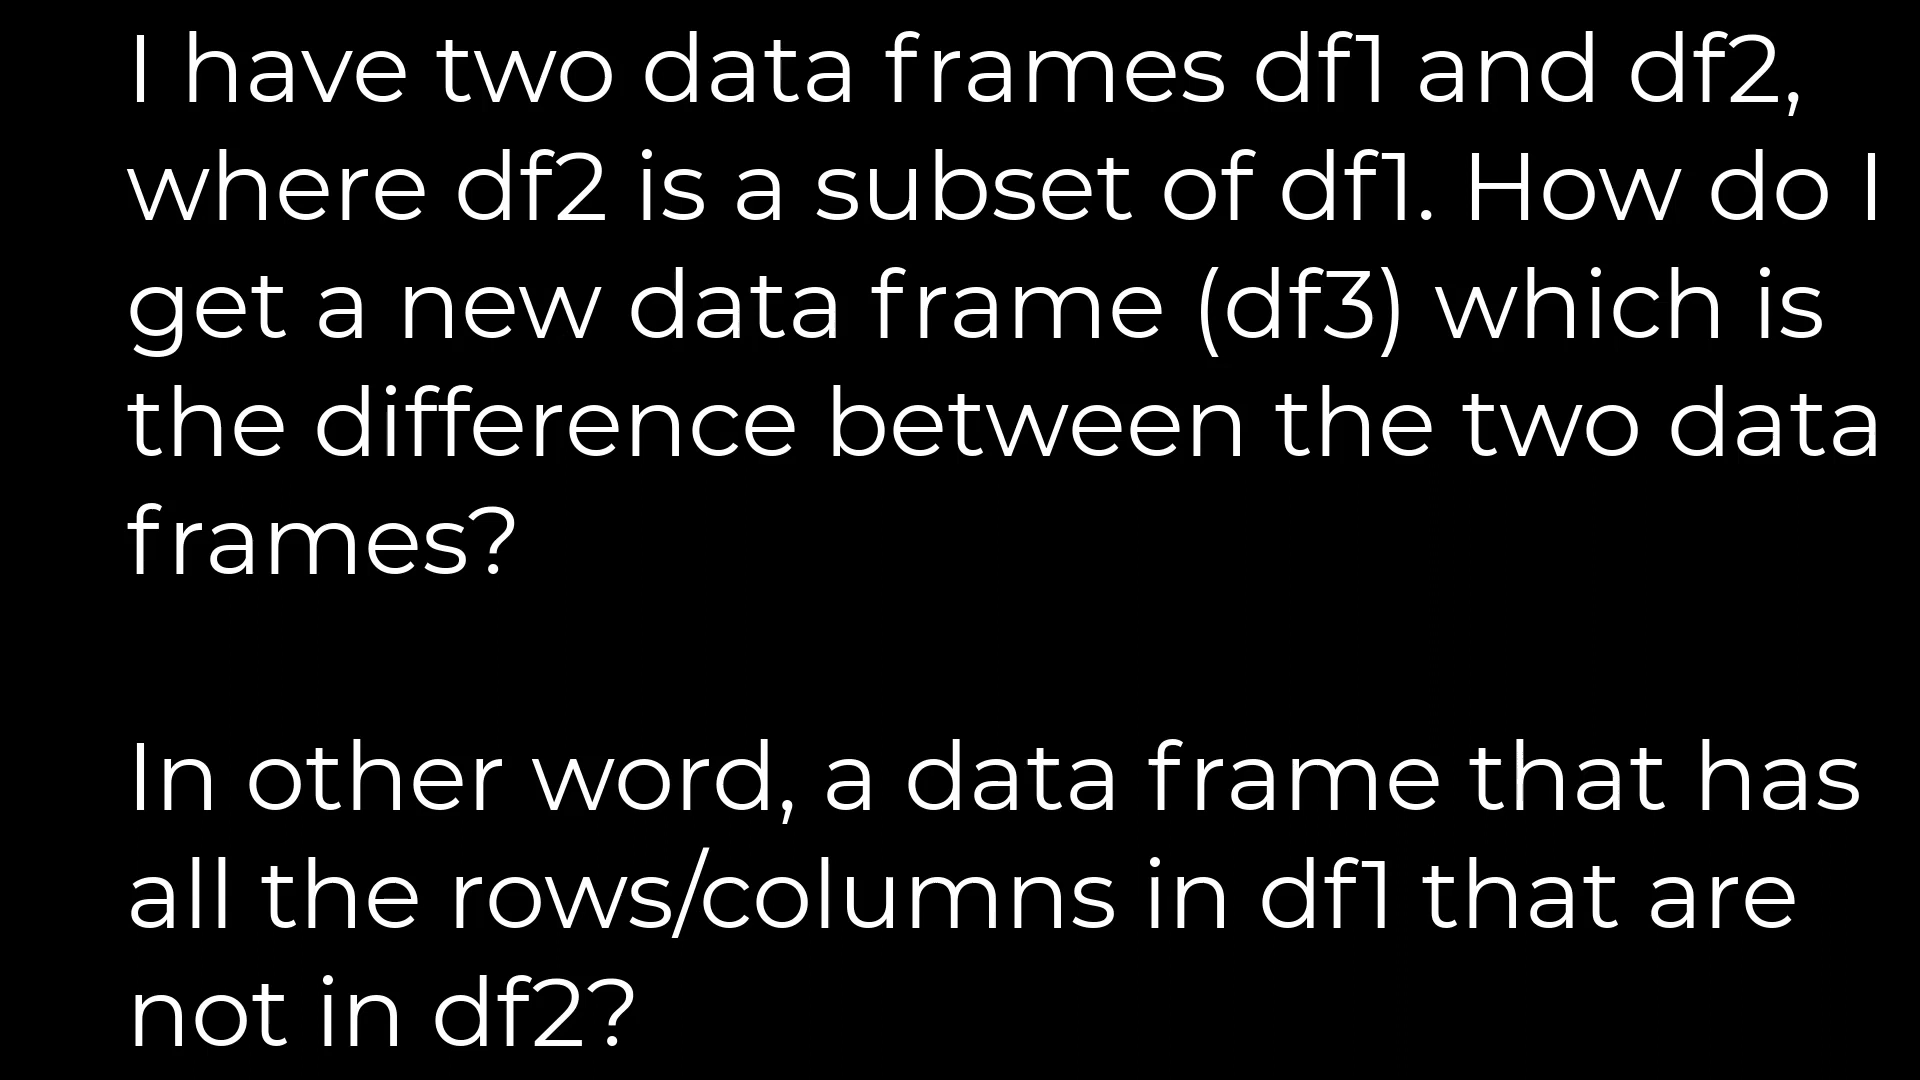 I have two data frames df1 and df2,
where df2 is a subset of df1. How do I
get a new data frame (df3) which is
the difference between the two data
frames?
In other word, a data frame that has
all the rows/columns in df1 that are
not in df2?